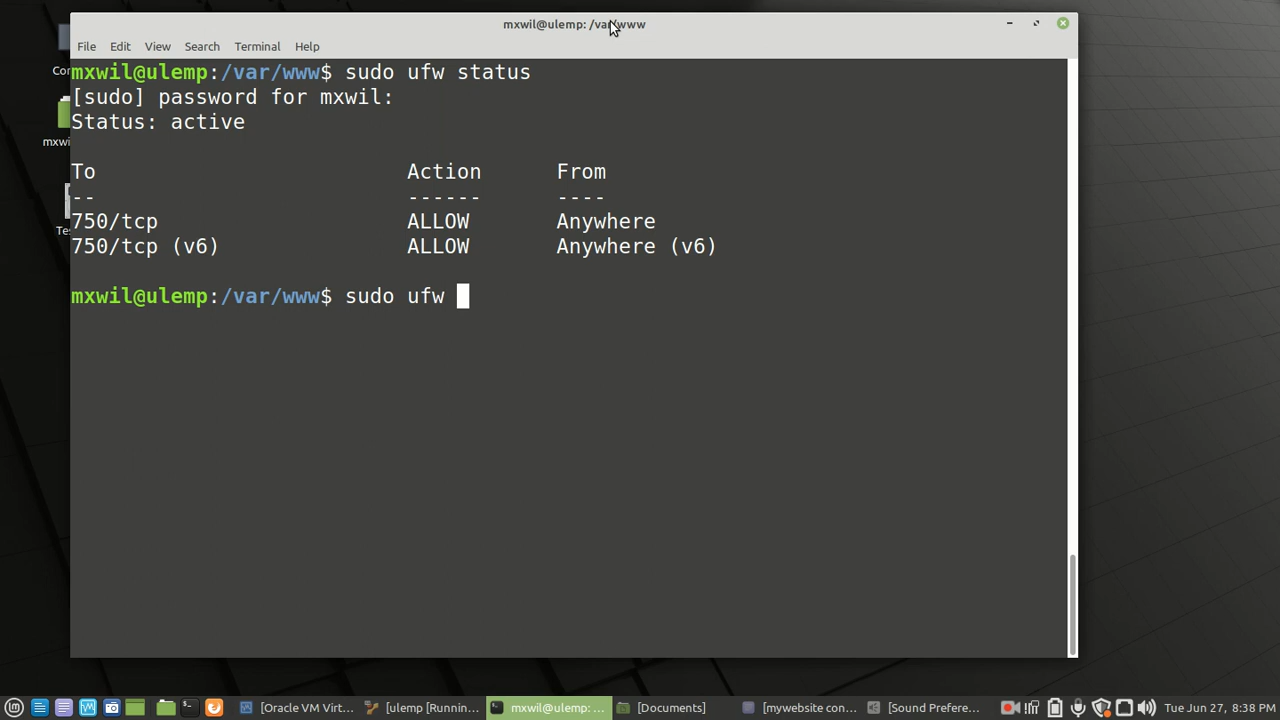 mxwil@ulemp: /var/www
File Edit View Search Terminal Help
mxwil@ulemp:/var/www$ sudo ufw status
[sudo] password for mxwil:
Status: active
To Action From
-- ------ ----
750/tcp ALLOW Anywhere
750/tcp (v6) ALLOW Anywhere (v6)
mxwil@ulemp:/var/www$ sudo ufw
Con
mxwi
Tes
[Oracle VM Virt... [ulemp [Runnin... mxwil@ulemp: ... [Documents] [mywebsite con... [Sound Prefere... Tue Jun 27, 8:38 PM